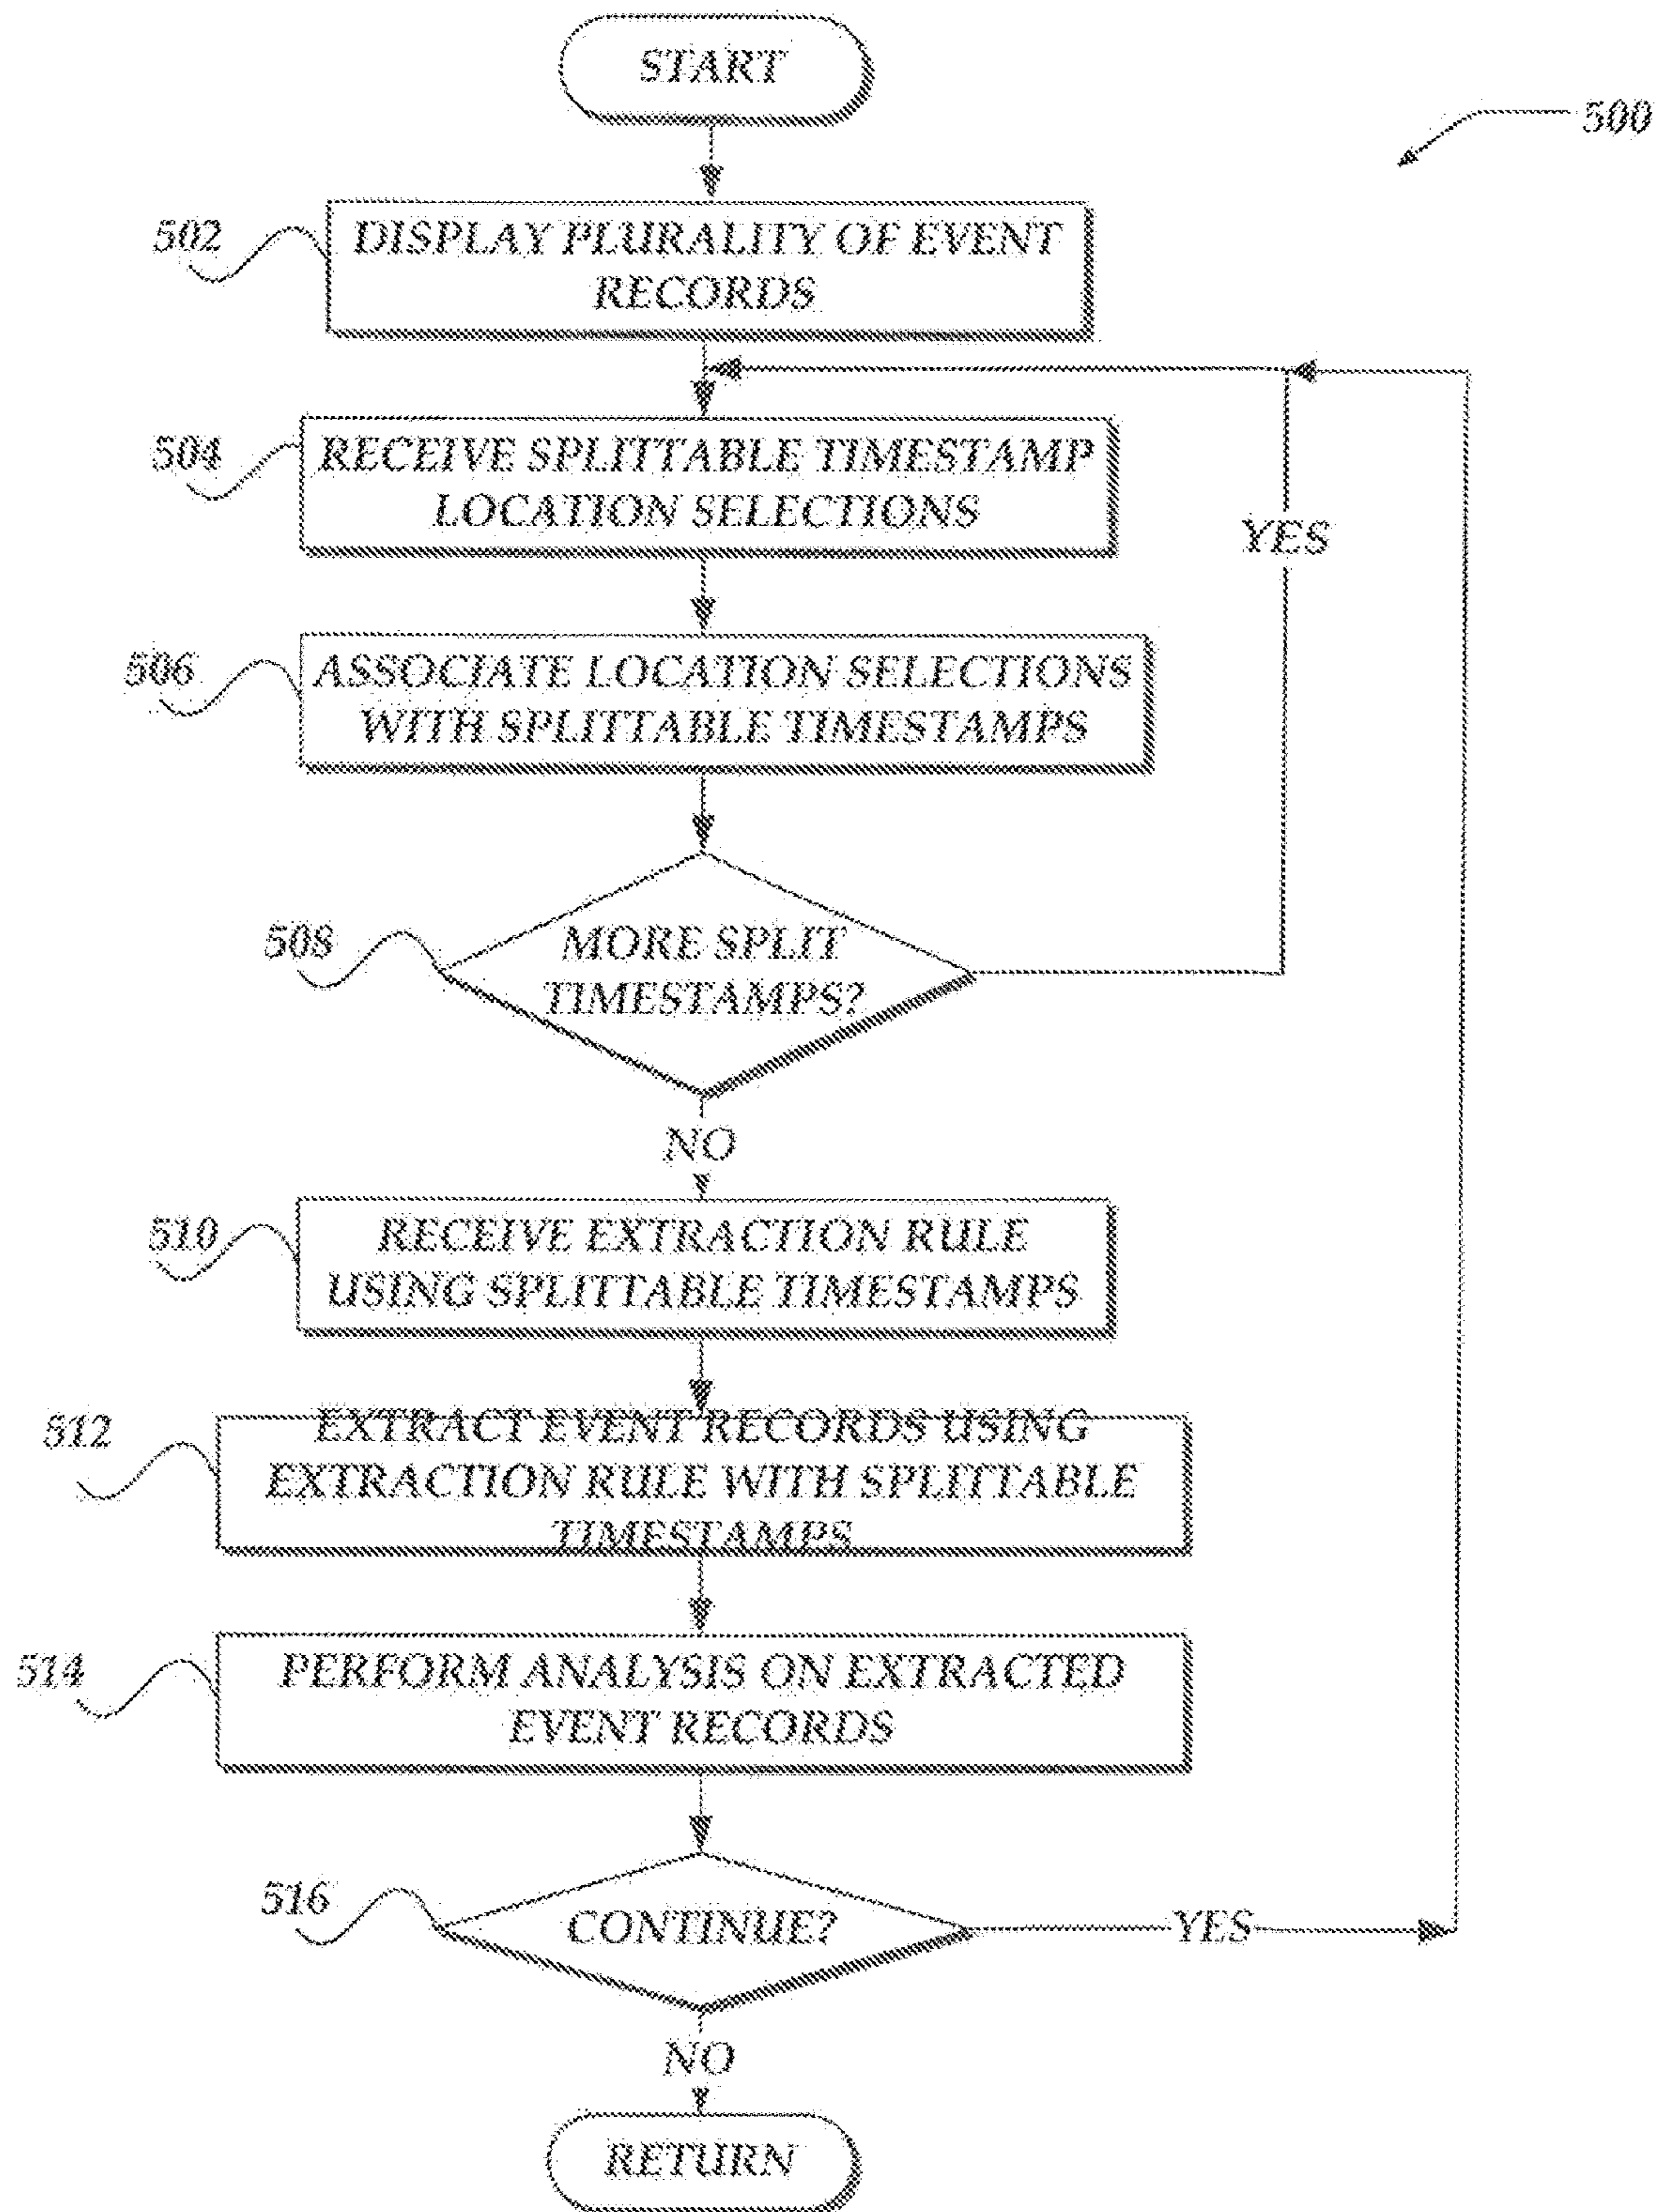 START
500
502
DISPLAY PLURALITY OF EVENT
RECORDS
504
RECEIVE SPLITTABLE TIMESTAMP
LOCATION SELECTIONS
YES
506
ASSOCIATE LOCATION SELECTIONS
WITH SPLITTABLE TIMESTAMPS
508
MORE SPLIT
TIMESTAMPS?
NO
510
RECEIVE EXTRACTION RULE
USING SPLITTABLE TIMESTAMPS
512
EXTRACT EVENT RECORDS USING
EXTRACTION RULE WITH SPLITTABLE
TIMESTAMPS
514
PERFORM ANALYSIS ON EXTRACTED
EVENT RECORDS
516
CONTINUE?
YES
NO
RETURN